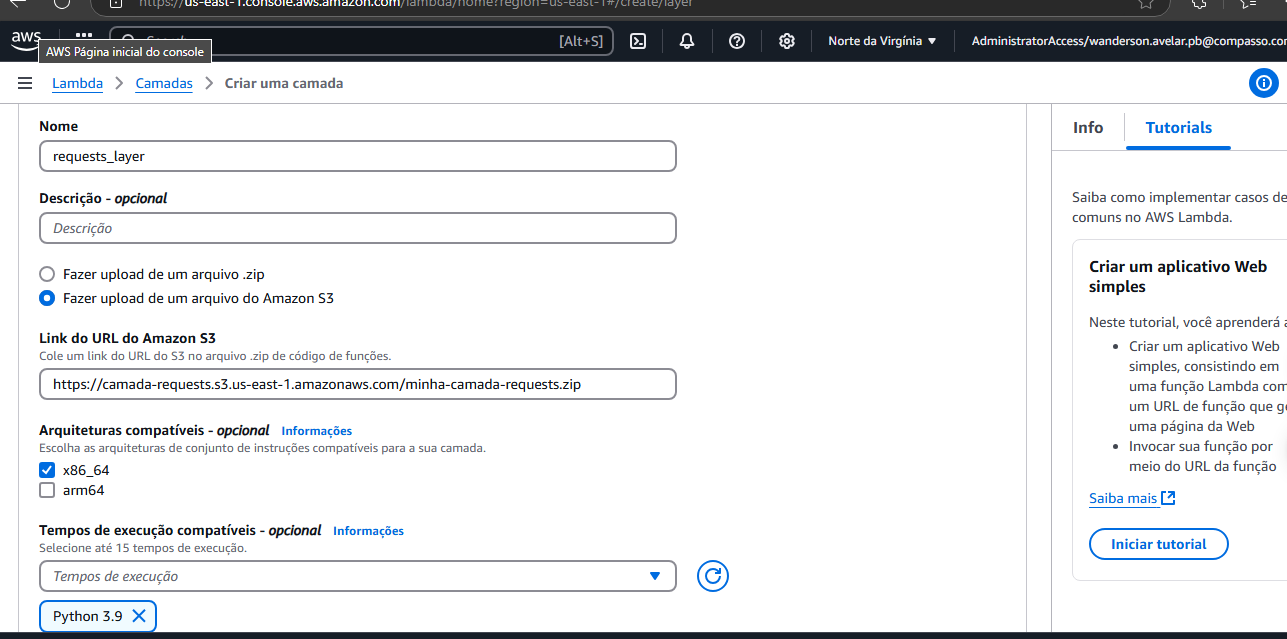 https://us-east-1.console.aws.amazon.com/lambda/home?region=us-east-1#/create/layer
aws
[Alt+S]
Norte da Virgínia
AdministratorAccess/wanderson.avelar.pb@compasso.com
AWS Página inicial do console
Lambda
Camadas
Criar uma camada
Nome
requests_layer
Descrição - opcional
Descrição
Fazer upload de um arquivo .zip
Fazer upload de um arquivo do Amazon S3
Link do URL do Amazon S3
Cole um link do URL do S3 no arquivo .zip de código de funções.
https://camada-requests.s3.us-east-1.amazonaws.com/minha-camada-requests.zip
Arquiteturas compatíveis - opcional Informações
Escolha as arquiteturas de conjunto de instruções compatíveis para a sua camada.
x86_64
arm64
Tempos de execução compatíveis - opcional Informações
Selecione até 15 tempos de execução.
Tempos de execução
Python 3.9
Info
Tutorials
Saiba como implementar casos de
comuns no AWS Lambda.
Criar um aplicativo Web
simples
Neste tutorial, você aprenderá a
Criar um aplicativo Web
simples, consistindo em
uma função Lambda com
um URL de função que ge
uma página da Web
Invocar sua função por
meio do URL da função
Saiba mais
Iniciar tutorial